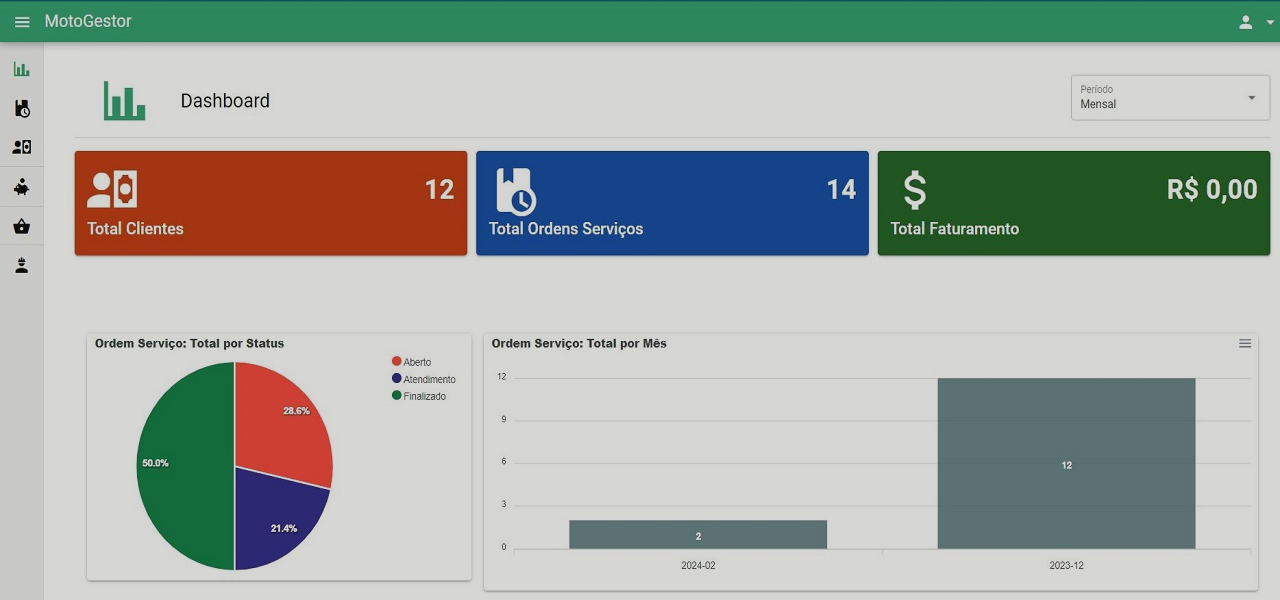 MotoGestor
Dashboard
Período
Mensal
12
Total Clientes
14
Total Ordens Serviços
R$ 0,00
Total Faturamento
Ordem Serviço: Total por Status
Aberto
Atendimento
Finalizado
28.6%
50.0%
21.4%
Ordem Serviço: Total por Mês
12
9
6
3
0
2
12
2024-02
2023-12